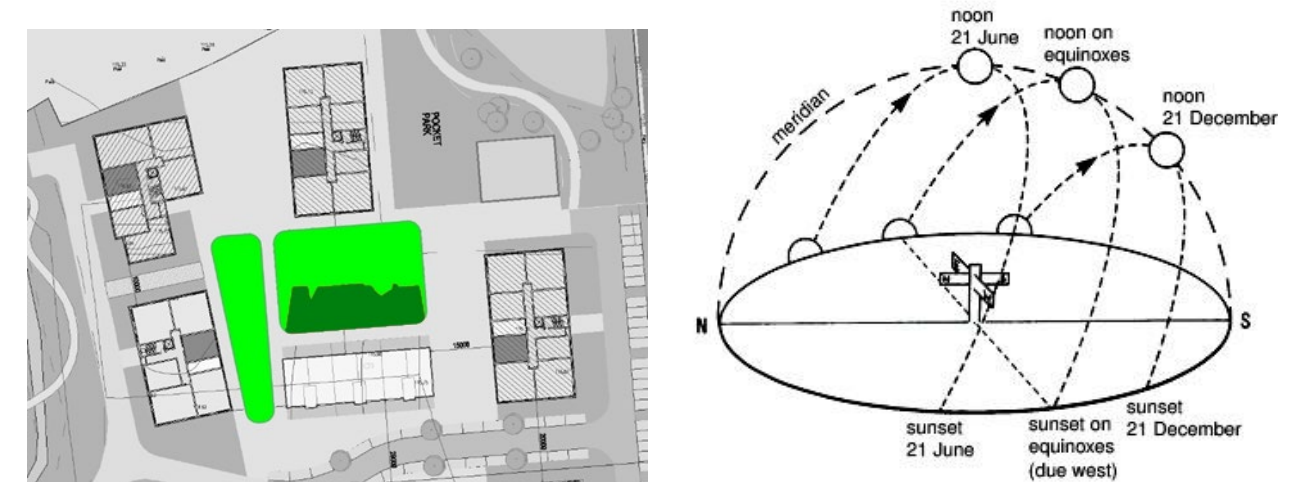 POCKET
PARK
15000
noon
21 June
noon on
equinoxes
noon
21 December
meridian
N
S
sunset
21 June
sunset on
equinoxes
(due west)
sunset
21 December